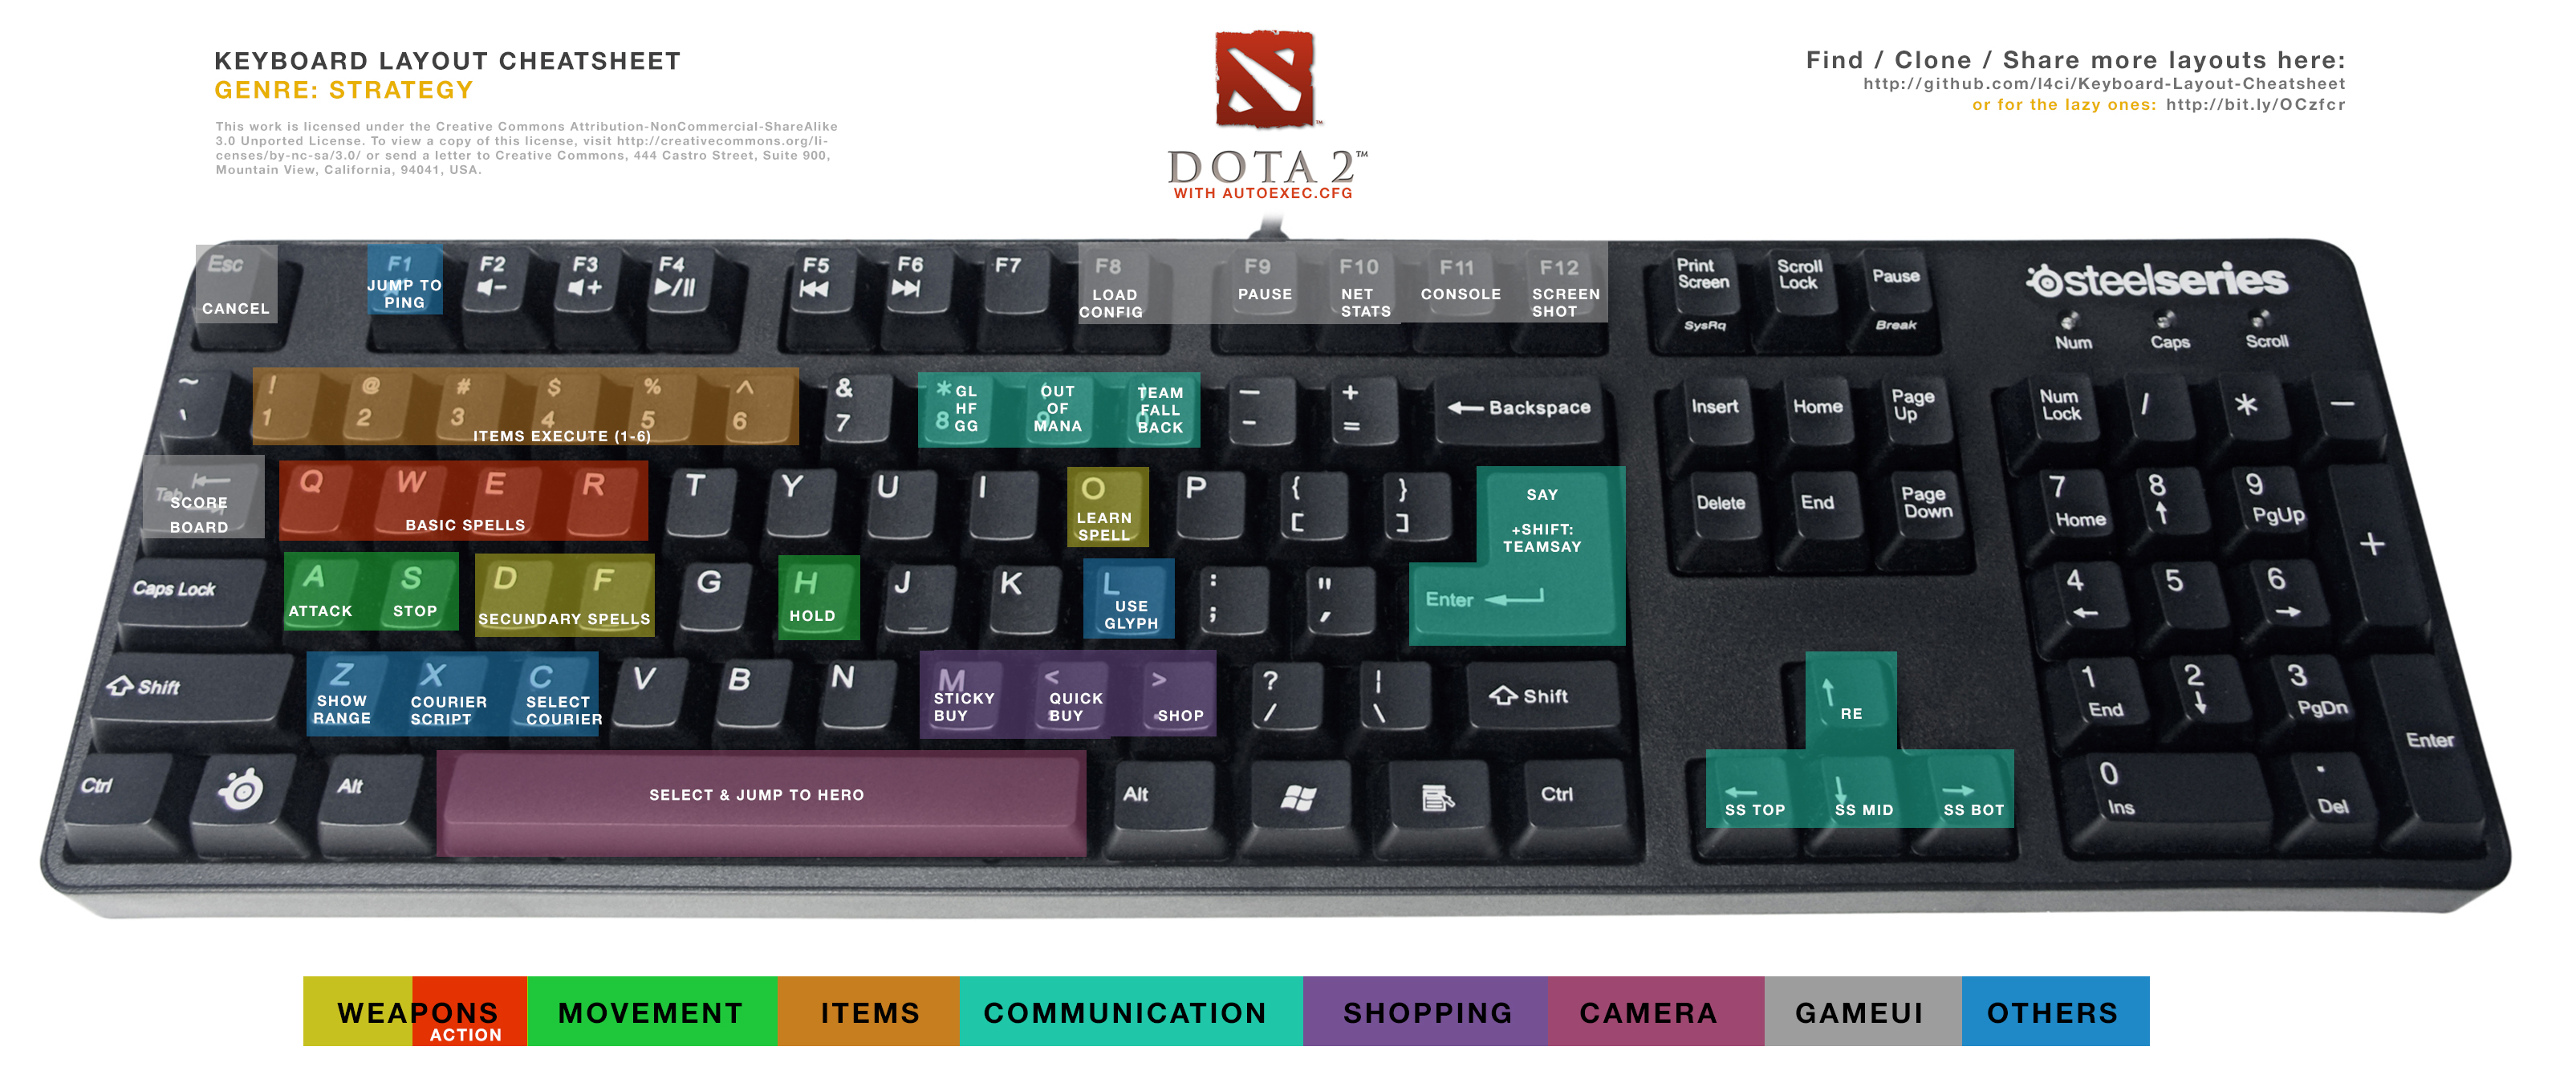 KEYBOARD LAYOUT CHEATSHEET
GENRE: STRATEGY
This work is licensed under the Creative Commons Attribution-NonCommercial-ShareAlike
3.0 Unported License. To view a copy of this license, visit http://creativecommons.org/li-
censes/by-nc-sa/3.0/ or send a letter to Creative Commons, 444 Castro Street, Suite 900,
Mountain View, California, 94041, USA.
DOTA 2™
WITH AUTOEXEC.CFG
Find / Clone / Share more layouts here:
http://github.com/l4ci/Keyboard-Layout-Cheatsheet
or for the lazy ones: http://bit.ly/OCzfcr
Esc
CANCEL
F1
JUMP TO
PING
F2
F3
F4
F5
F6
F7
F8
LOAD
CONFIG
F9
PAUSE
F10
NET
STATS
F11
CONSOLE
F12
SCREEN
SHOT
Print
Screen
SysRq
Scroll
Lock
Pause
Break
steelseries
Num
Caps
Scroll
~
!
1
@
2
#
3
$
4
%
5
^
6
ITEMS EXECUTE (1-6)
&
7
*
8
GL
HF
GG
OUT
OF
MANA
TEAM
FALL
BACK
—
-
+
=
Backspace
Insert
Home
Page
Up
Num
Lock
/
*
—
Tab
SCORE
BOARD
Q
W
E
R
BASIC SPELLS
T
Y
U
I
O
LEARN
SPELL
P
{
[
}
]
SAY
+SHIFT:
TEAMSAY
Enter
Delete
End
Page
Down
7
Home
8
9
PgUp
+
Caps Lock
A
ATTACK
S
STOP
D
F
SECUNDARY SPELLS
G
H
HOLD
J
K
L
USE
GLYPH
:
;
"
,
4
5
6
Shift
Z
SHOW
RANGE
X
COURIER
SCRIPT
C
SELECT
COURIER
V
B
N
M
STICKY
BUY
<
QUICK
BUY
>
.
SHOP
?
/
|
\
Shift
RE
1
End
2
3
PgDn
Enter
Ctrl
Alt
SELECT & JUMP TO HERO
Alt
Ctrl
SS TOP
SS MID
SS BOT
0
Ins
.
Del
WEAPONS
ACTION
MOVEMENT
ITEMS
COMMUNICATION
SHOPPING
CAMERA
GAMEUI
OTHERS